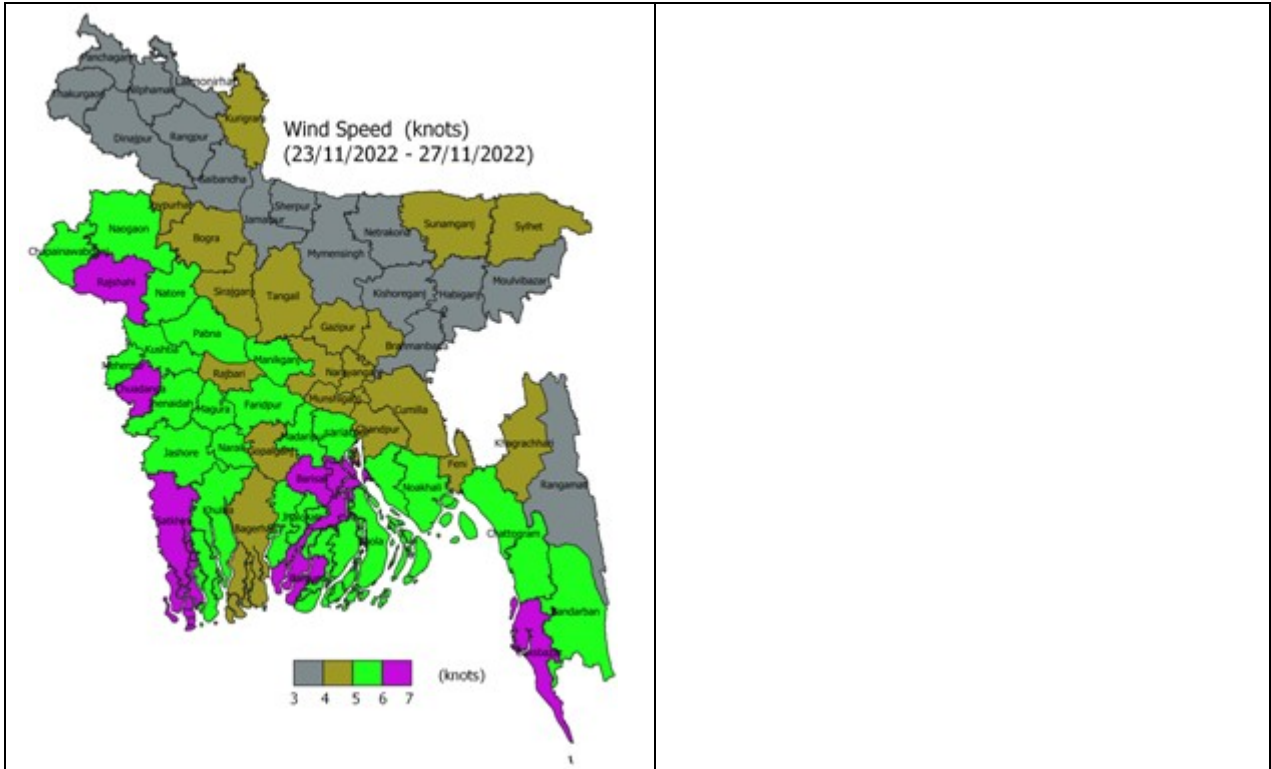 Panchagarh
Thakurgaon
Nilphamari
Lalmonirhat
Kurigram
Wind Speed (knots)
(23/11/2022 - 27/11/2022)
Dinajpur
Rangpur
Gaibandha
Sherpur
Jamalpur
Netrakona
Sunamganj
Sylhet
Joypurhat
Naogaon
Bogra
Mymensingh
Chapainawabganj
Rajshahi
Natore
Sirajganj
Tangail
Kishoreganj
Habiganj
Moulvibazar
Pabna
Gazipur
Brahmanbaria
Kushtia
Manikganj
Meherpur
Rajbari
Narayanganj
Chuadanga
Jhenaidah
Magura
Faridpur
Munshiganj
Cumilla
Madaripur
Chandpur
Jashore
Narail
Gopalganj
Khagrachhari
Feni
Barisal
Noakhali
Rangamati
Satkhira
Khulna
Bagerhat
Jhalokati
Bhola
Chattogram
Barguna
Bandarban
Coxsbazar
(knots)
3 4 5 6 7